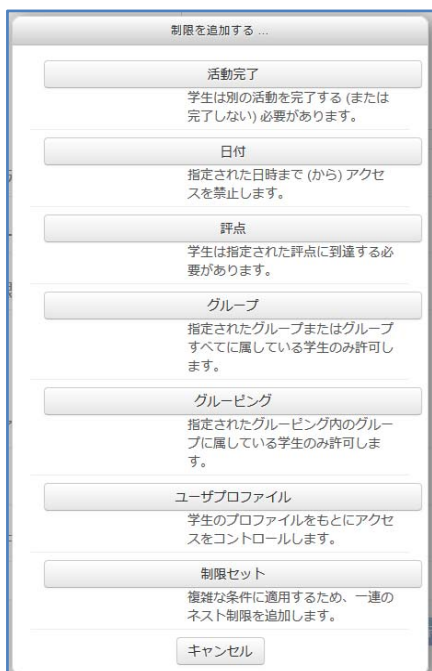 制限を追加する ...
活動完了
学生は別の活動を完了する (または
完了しない) 必要があります。
日付
指定された日時まで (から) アクセ
スを禁止します。
評点
学生は指定された評点に到達する必
要があります。
グループ
指定されたグループまたはグループ
すべてに属している学生のみ許可し
ます。
グルーピング
指定されたグルーピング内のグルー
プに属している学生のみ許可しま
す。
ユーザプロファイル
学生のプロファイルをもとにアクセ
スをコントロールします。
制限セット
複雑な条件に適用するため、一連の
ネスト制限を追加します。
キャンセル